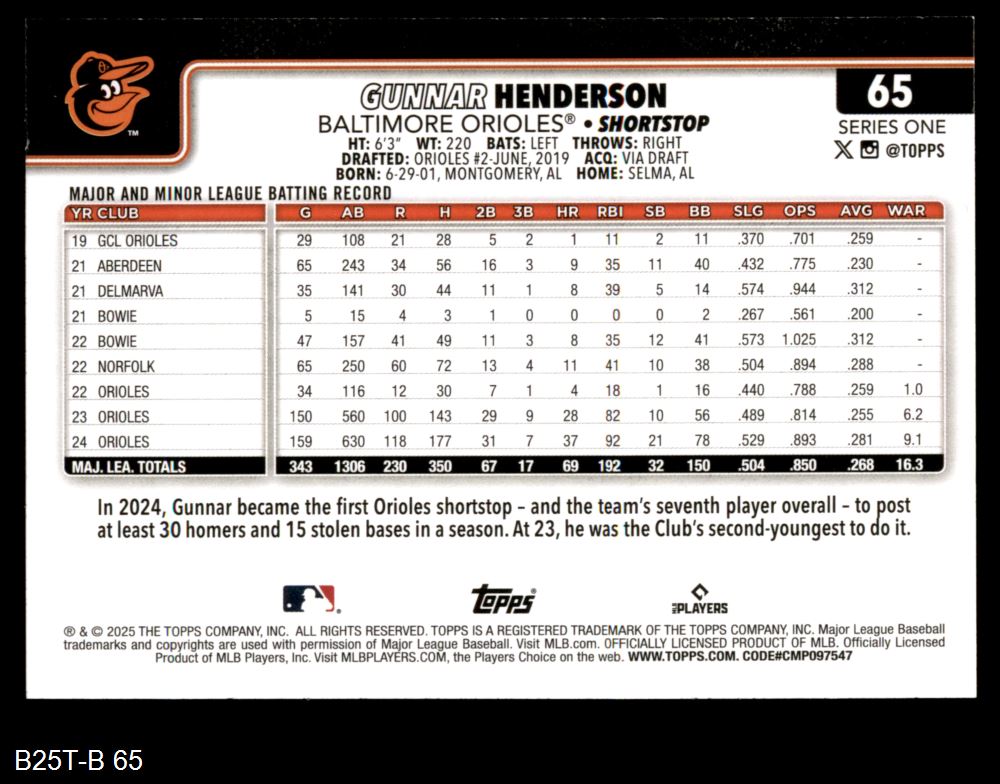 GUNNAR HENDERSON
BALTIMORE ORIOLES® • SHORTSTOP
HT: 6'3" WT: 220 BATS: LEFT THROWS: RIGHT
DRAFTED: ORIOLES #2-JUNE, 2019 ACQ: VIA DRAFT
BORN: 6-29-01, MONTGOMERY, AL HOME: SELMA, AL
65
SERIES ONE
X @TOPPS
TM
MAJOR AND MINOR LEAGUE BATTING RECORD
YR CLUB G AB R H 2B 3B HR RBI SB BB SLG OPS AVG WAR
19 GCL ORIOLES 29 108 21 28 5 2 1 11 2 11 .370 .701 .259 -
21 ABERDEEN 65 243 34 56 16 3 9 35 11 40 .432 .775 .230 -
21 DELMARVA 35 141 30 44 11 1 8 39 5 14 .574 .944 .312 -
21 BOWIE 5 15 4 3 1 0 0 0 0 2 .267 .561 .200 -
22 BOWIE 47 157 41 49 11 3 8 35 12 41 .573 1.025 .312 -
22 NORFOLK 65 250 60 72 13 4 11 41 10 38 .504 .894 .288 -
22 ORIOLES 34 116 12 30 7 1 4 18 1 16 .440 .788 .259 1.0
23 ORIOLES 150 560 100 143 29 9 28 82 10 56 .489 .814 .255 6.2
24 ORIOLES 159 630 118 177 31 7 37 92 21 78 .529 .893 .281 9.1
MAJ. LEA. TOTALS 343 1306 230 350 67 17 69 192 32 150 .504 .850 .268 16.3
In 2024, Gunnar became the first Orioles shortstop – and the team's seventh player overall – to post
at least 30 homers and 15 stolen bases in a season. At 23, he was the Club's second-youngest to do it.
topps® MLB PLAYERS
® & © 2025 THE TOPPS COMPANY, INC. ALL RIGHTS RESERVED. TOPPS IS A REGISTERED TRADEMARK OF THE TOPPS COMPANY, INC. Major League Baseball
trademarks and copyrights are used with permission of Major League Baseball. Visit MLB.com. OFFICIALLY LICENSED PRODUCT OF MLB. Officially Licensed
Product of MLB Players, Inc. Visit MLBPLAYERS.COM, the Players Choice on the web. WWW.TOPPS.COM. CODE#CMP097547
B25T-B 65